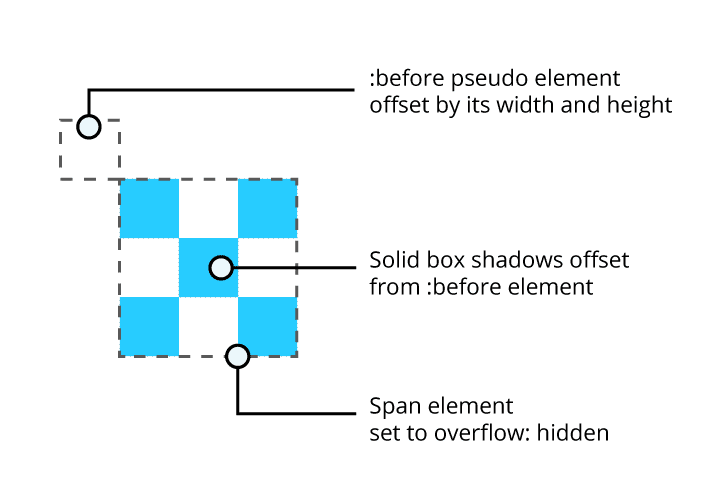 :before pseudo element
offset by its width and height
Solid box shadows offset
from :before element
Span element
set to overflow: hidden